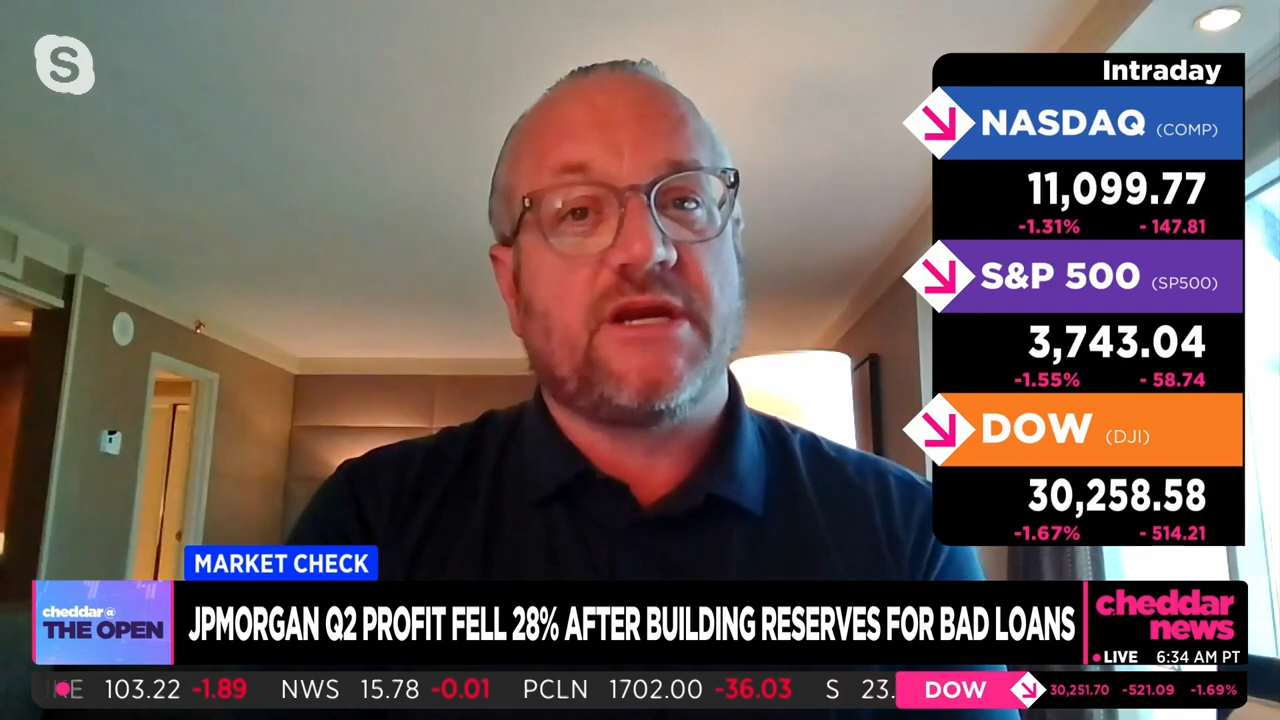 S
Intraday
NASDAQ (COMP)
11,099.77
-1.31% - 147.81
S&P 500 (SP500)
3,743.04
-1.55% - 58.74
DOW (DJI)
30,258.58
-1.67% - 514.21
MARKET CHECK
cheddar@
THE OPEN
JPMORGAN Q2 PROFIT FELL 28% AFTER BUILDING RESERVES FOR BAD LOANS
cheddar
news
LIVE 6:34 AM PT
KE 103.22 -1.89 NWS 15.78 -0.01 PCLN 1702.00 -36.03 S 23. DOW 30,251.70 -521.09 -1.69%